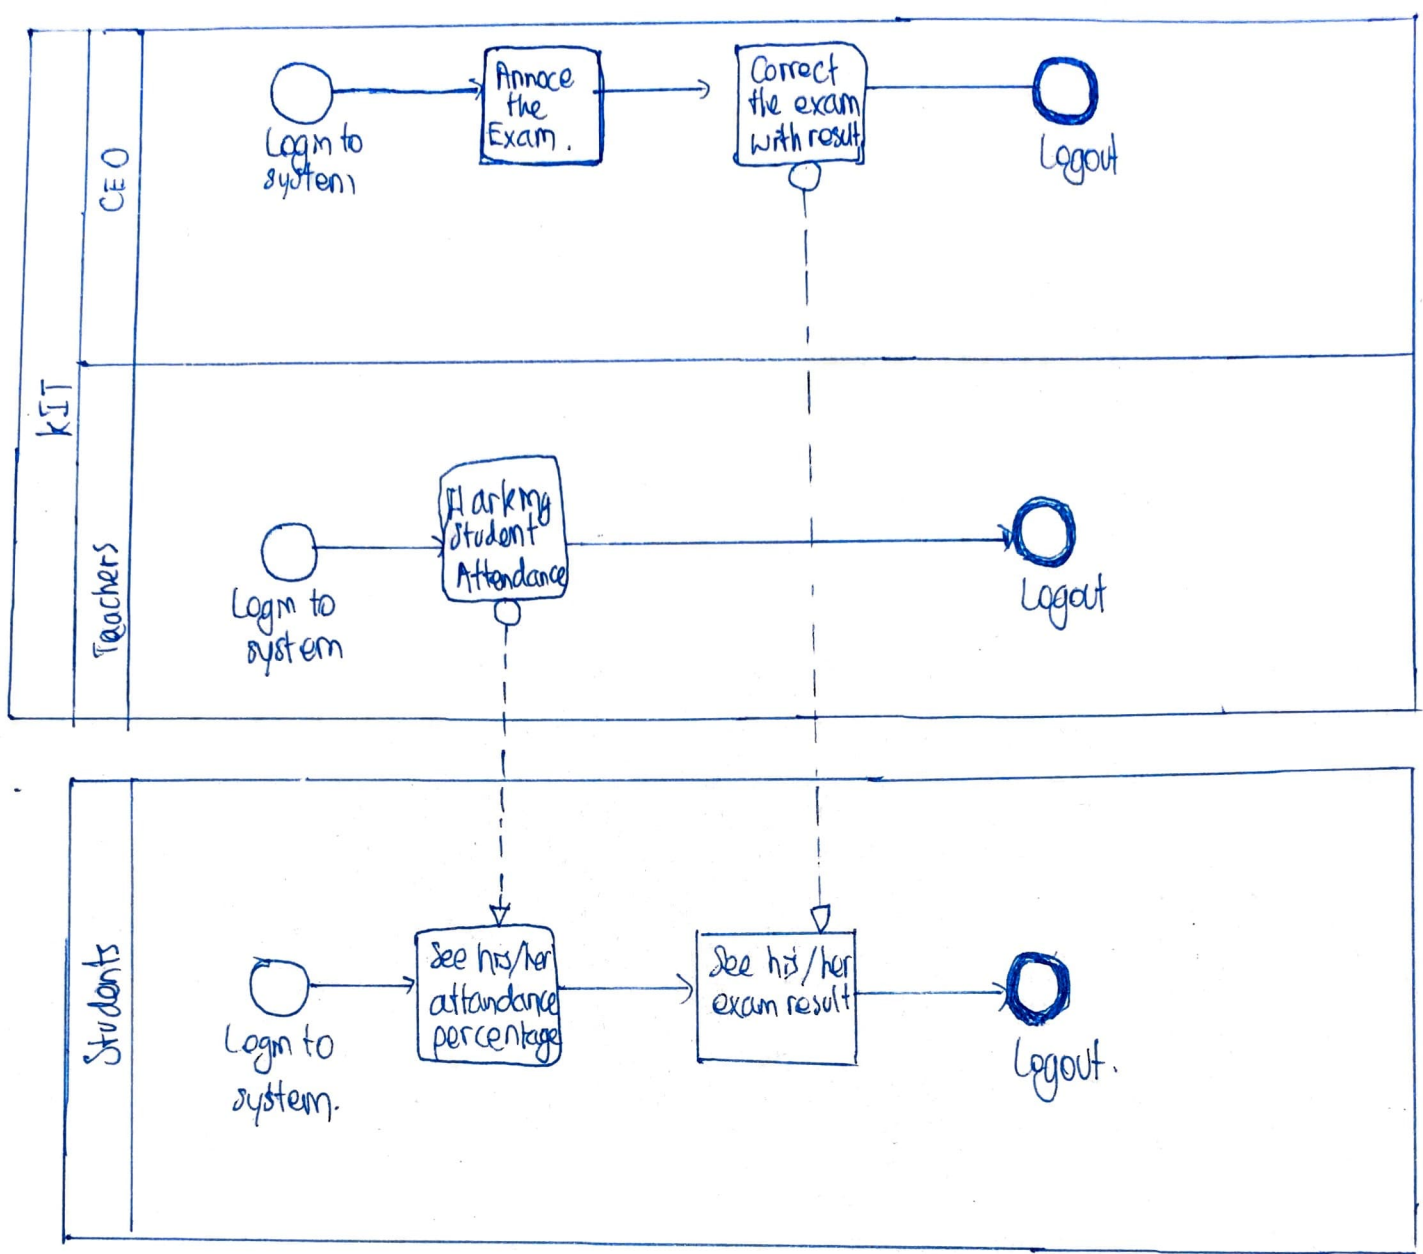 KIT
CEO
Login to
system
Annoce
the
Exam.
Correct
the exam
with result
Logout
Teachers
Login to
system
Marking
student
Attendance
Logout
Students
Login to
system.
See his/her
attandance
percentage
See his/her
exam result
Logout.